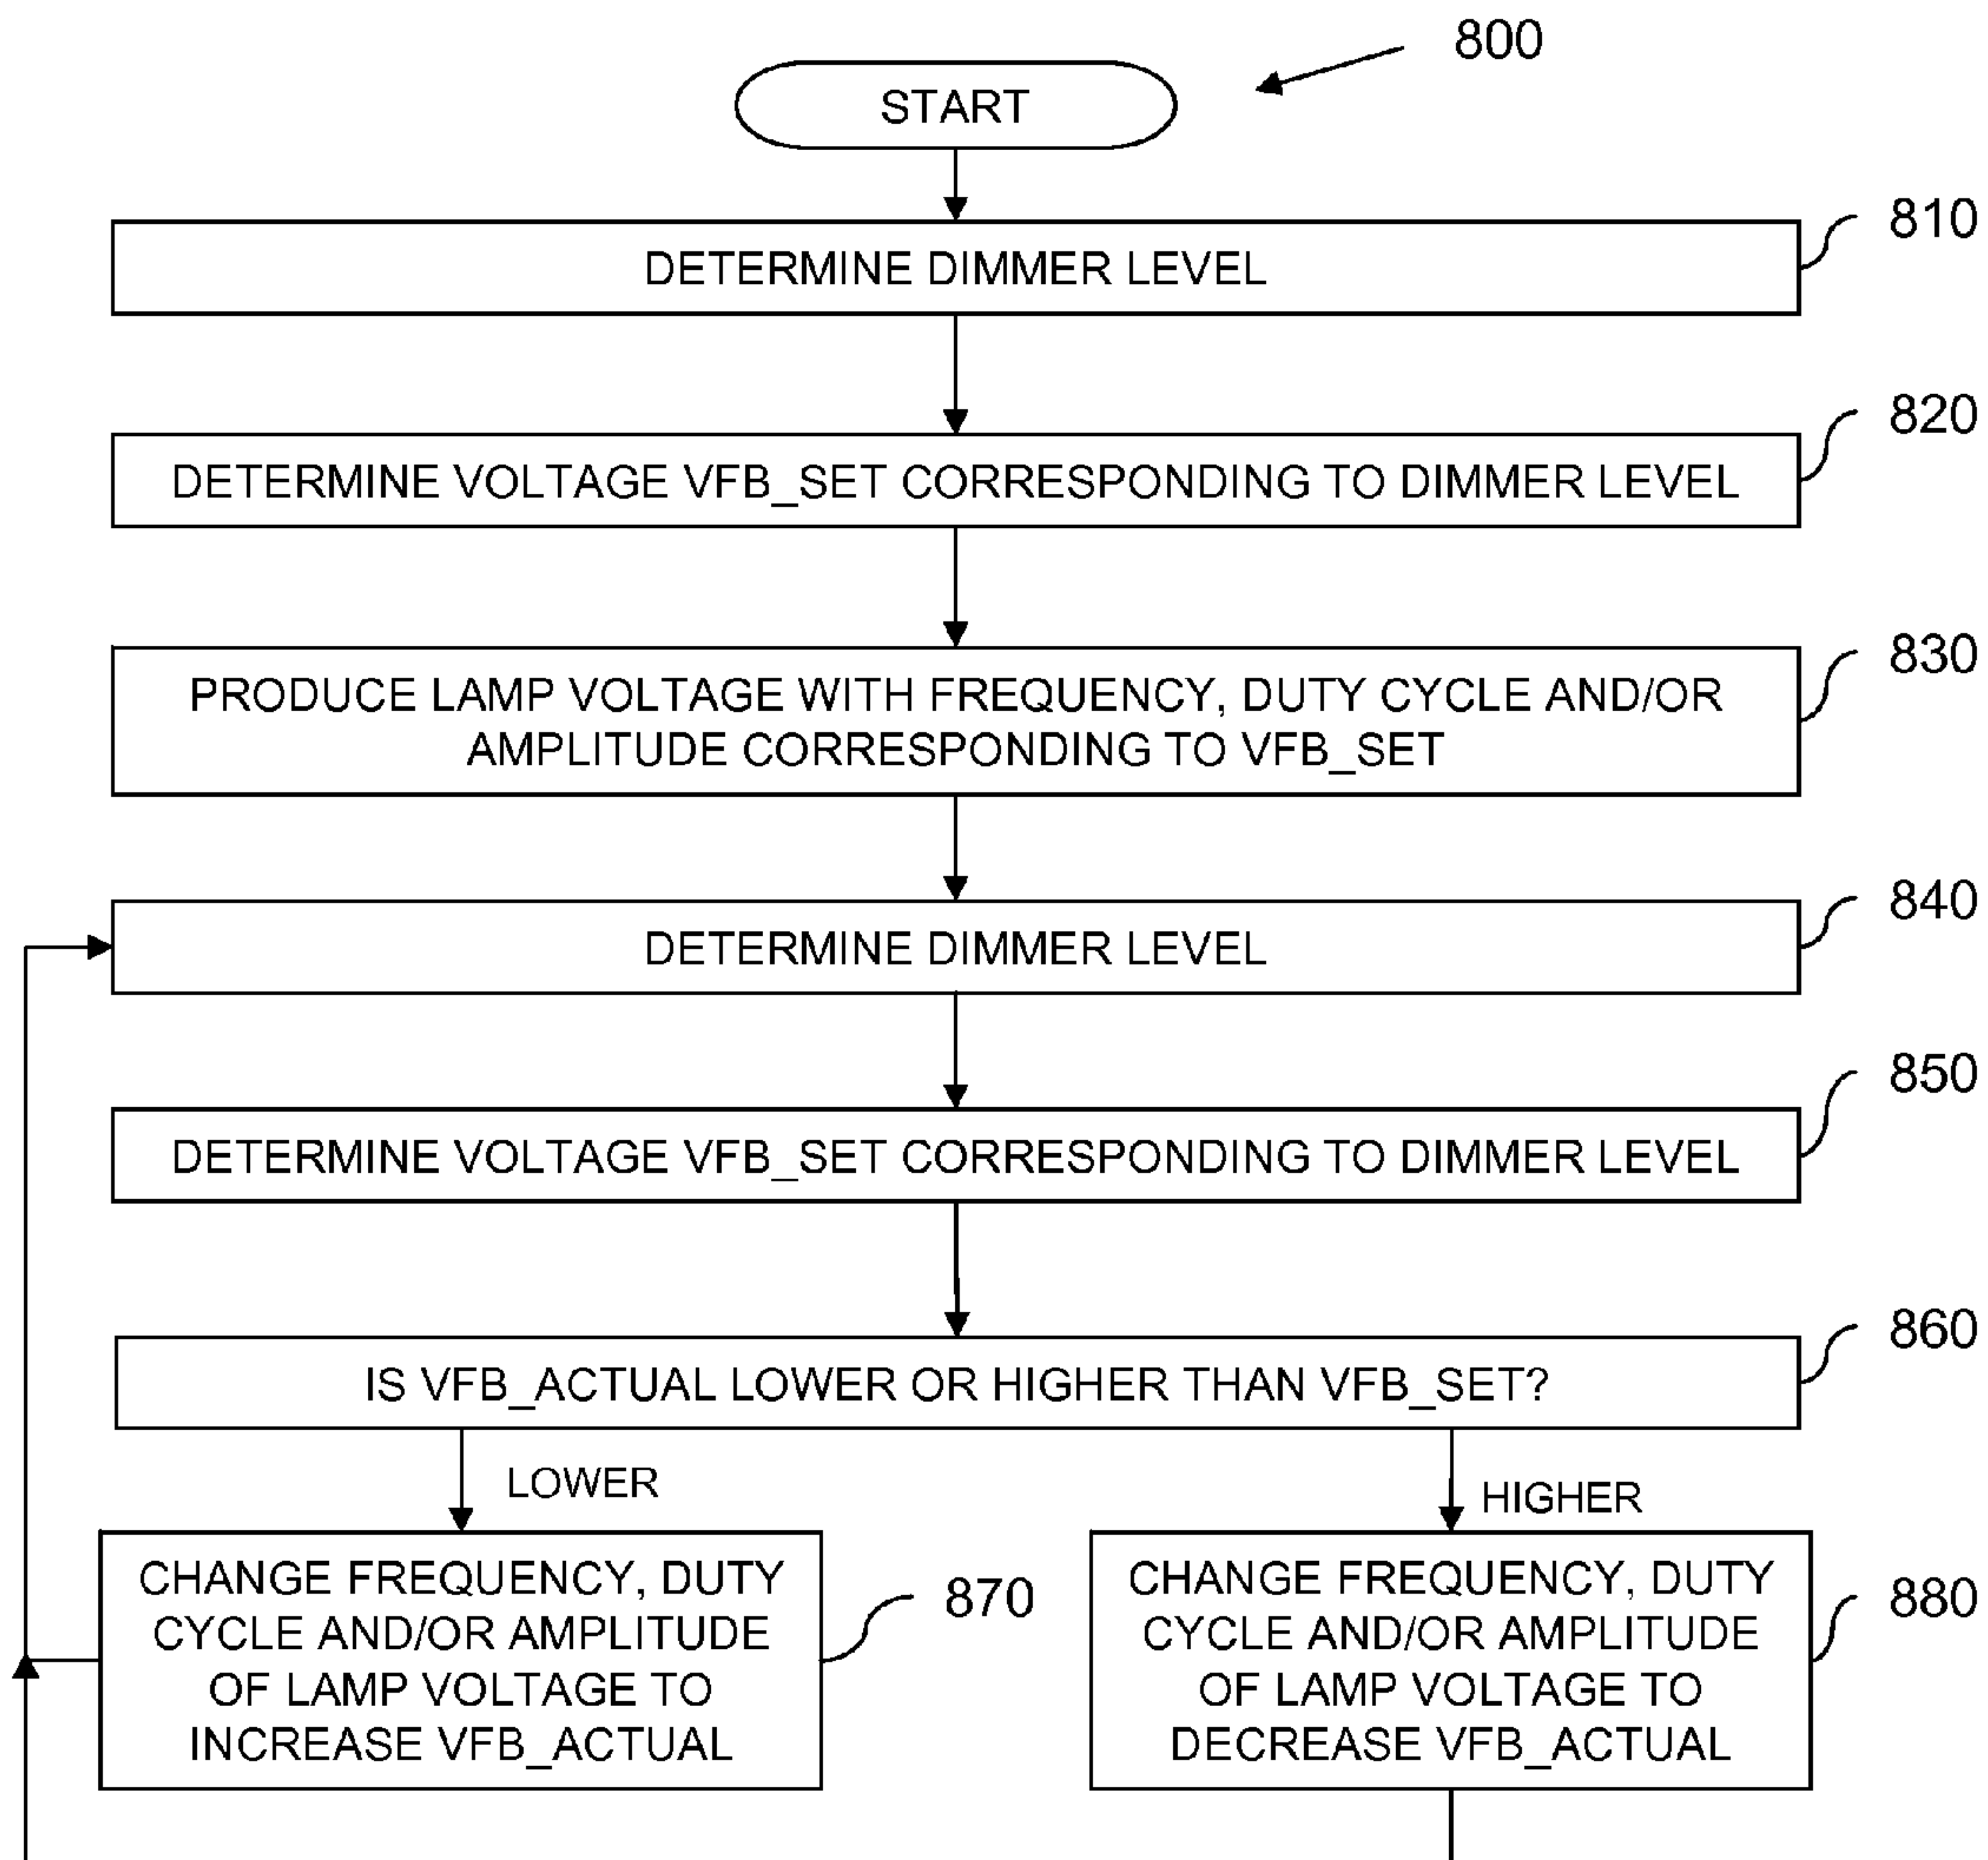 800
START
810
DETERMINE DIMMER LEVEL
820
DETERMINE VOLTAGE VFB_SET CORRESPONDING TO DIMMER LEVEL
830
PRODUCE LAMP VOLTAGE WITH FREQUENCY, DUTY CYCLE AND/OR
AMPLITUDE CORRESPONDING TO VFB_SET
840
DETERMINE DIMMER LEVEL
850
DETERMINE VOLTAGE VFB_SET CORRESPONDING TO DIMMER LEVEL
860
IS VFB_ACTUAL LOWER OR HIGHER THAN VFB_SET?
LOWER
HIGHER
CHANGE FREQUENCY, DUTY
CYCLE AND/OR AMPLITUDE
OF LAMP VOLTAGE TO
INCREASE VFB_ACTUAL
870
CHANGE FREQUENCY, DUTY
CYCLE AND/OR AMPLITUDE
OF LAMP VOLTAGE TO
DECREASE VFB_ACTUAL
880